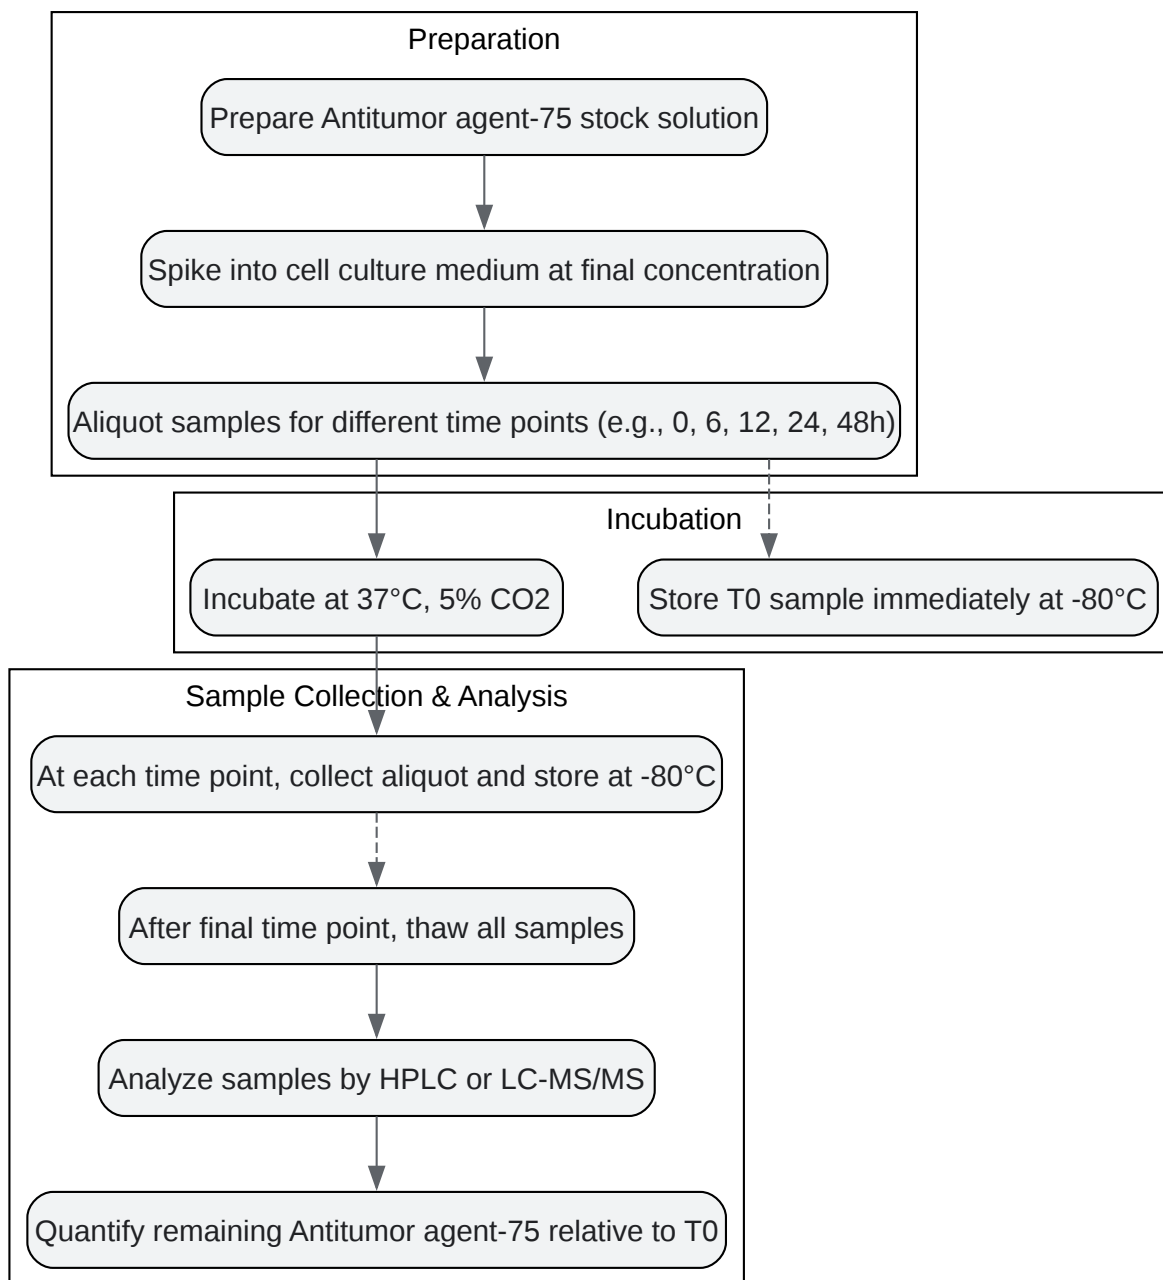 Preparation
Prepare Antitumor agent-75 stock solution
Spike into cell culture medium at final concentration
Aliquot samples for different time points (e.g., 0, 6, 12, 24, 48h)
Incubation
Incubate at 37°C, 5% CO2
Store T0 sample immediately at -80°C
Sample Collection & Analysis
At each time point, collect aliquot and store at -80°C
After final time point, thaw all samples
Analyze samples by HPLC or LC-MS/MS
Quantify remaining Antitumor agent-75 relative to T0